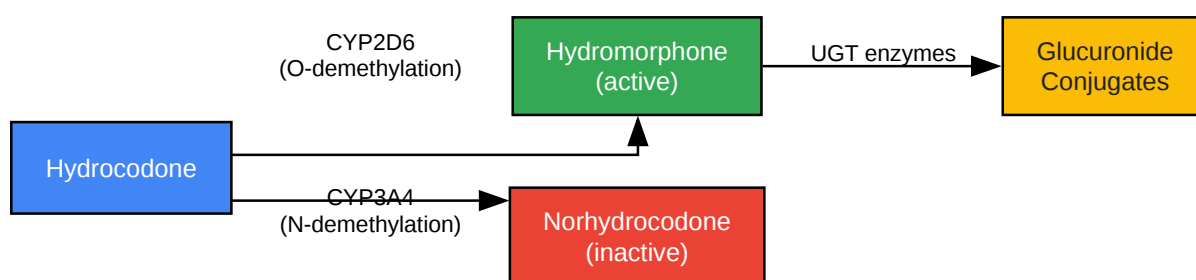 CYP2D6
(O-demethylation)
Hydromorphone
(active)
UGT enzymes
Glucuronide
Conjugates
Hydrocodone
CYP3A4
(N-demethylation)
Norhydrocodone
(inactive)